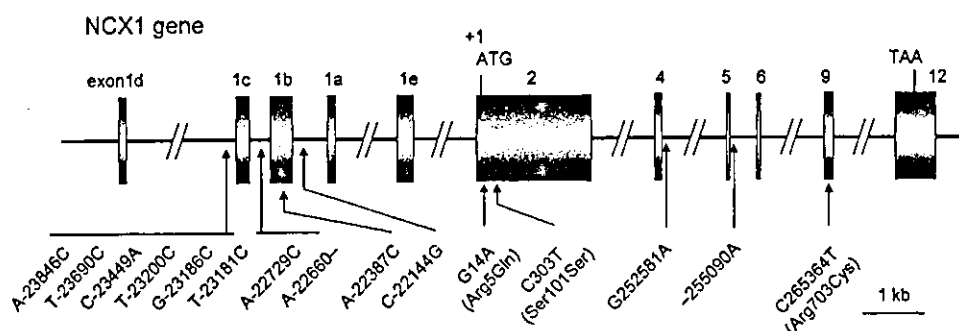 NCX1 gene
+1
ATG
TAA
exon1d 1c 1b 1a 1e 2 4 5 6 9 12
A-23846C
T-23690C
C-23449A
T-23200C
G-23186C
T-23181C
A-22729C
A-22660–
A-22387C
C-22144G
G14A
(Arg5Gln)
C303T
(Ser101Ser)
G252581A
–255090A
C265364T
(Arg703Cys)
1 kb